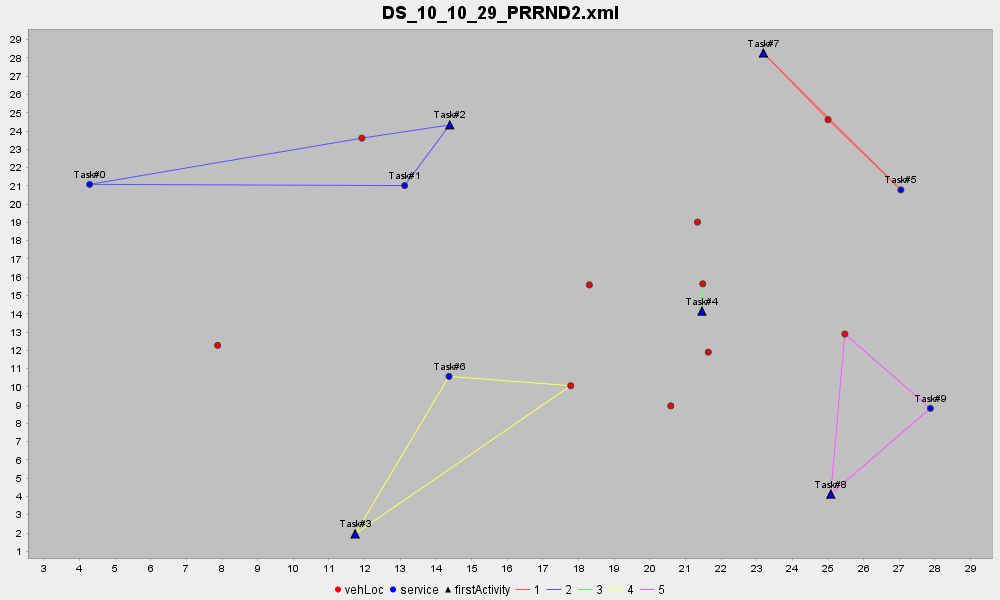 DS_10_10_29_PRRND2.xml
29
28
27
26
25
24
23
22
21
20
19
18
17
16
15
14
13
12
11
10
9
8
7
6
5
4
3
2
1
Task#7
Task#2
Task#0
Task#1
Task#5
Task#4
Task#6
Task#9
Task#8
Task#3
3 4 5 6 7 8 9 10 11 12 13 14 15 16 17 18 19 20 21 22 23 24 25 26 27 28 29
vehLoc service firstActivity 1 2 3 4 5